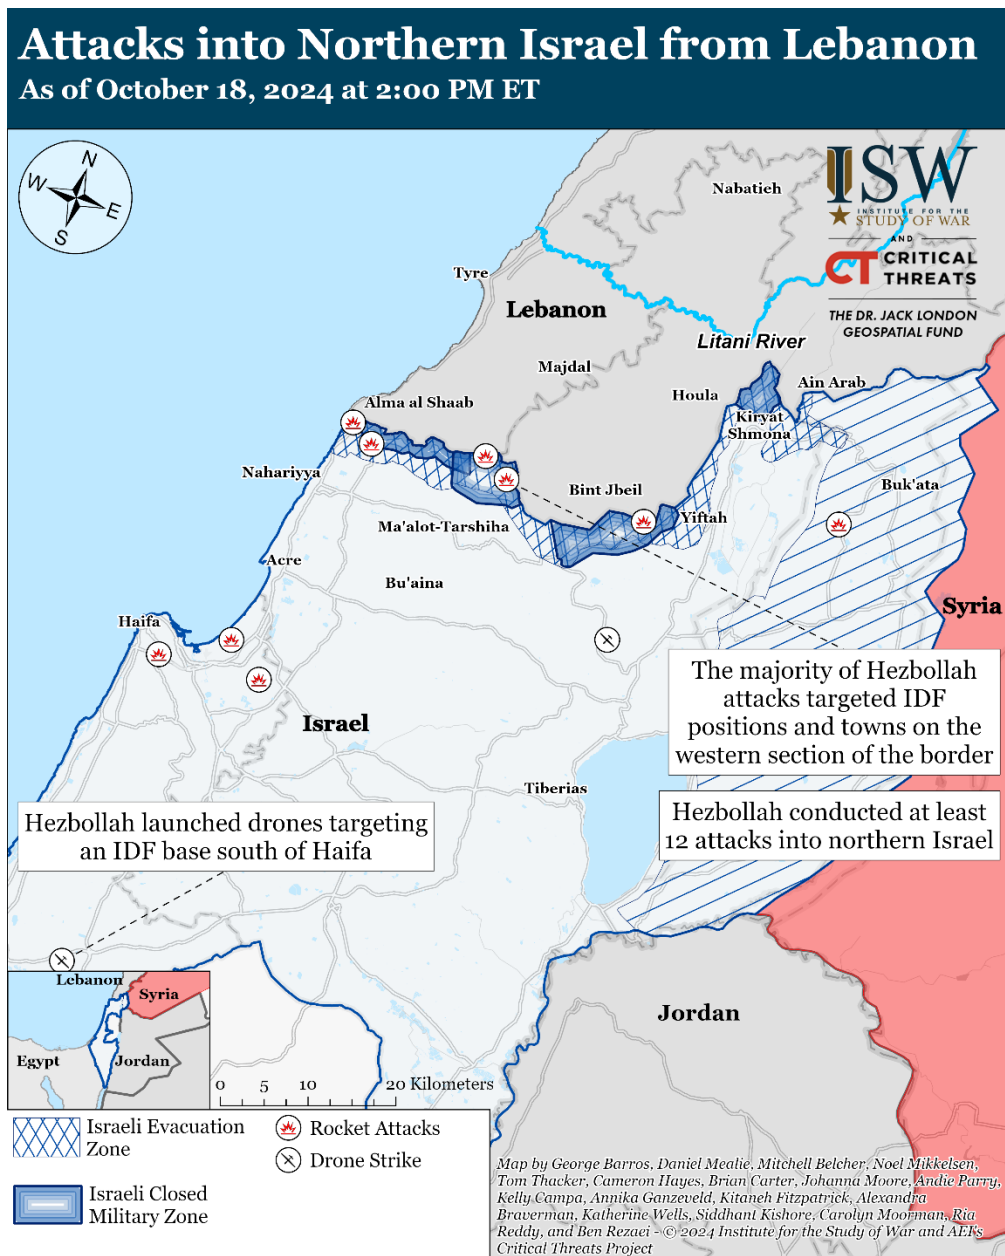 Attacks into Northern Israel from Lebanon
As of October 18, 2024 at 2:00 PM ET
N
W
E
S
ISW
INSTITUTE FOR THE
STUDY OF WAR
AND
CT CRITICAL
THREATS
THE DR. JACK LONDON
GEOSPATIAL FUND
Nabatieh
Tyre
Lebanon
Litani River
Majdal
Houla
Ain Arab
Alma al Shaab
Kiryat
Shmona
Nahariyya
Bint Jbeil
Buk'ata
Yiftah
Ma'alot-Tarshiha
Acre
Bu'aina
Haifa
Syria
Israel
The majority of Hezbollah
attacks targeted IDF
positions and towns on the
western section of the border
Tiberias
Hezbollah conducted at least
12 attacks into northern Israel
Hezbollah launched drones targeting
an IDF base south of Haifa
Jordan
Lebanon
Syria
Egypt
Jordan
0 5 10 20 Kilometers
Israeli Evacuation
Zone
Rocket Attacks
Drone Strike
Israeli Closed
Military Zone
Map by George Barros, Daniel Mealie, Mitchell Belcher, Noel Mikkelsen,
Tom Thacker, Cameron Hayes, Brian Carter, Johanna Moore, Andie Parry,
Kelly Campa, Annika Ganzeveld, Kitaneh Fitzpatrick, Alexandra
Braverman, Katherine Wells, Siddhant Kishore, Carolyn Moorman, Ria
Reddy, and Ben Rezaei - © 2024 Institute for the Study of War and AEI's
Critical Threats Project